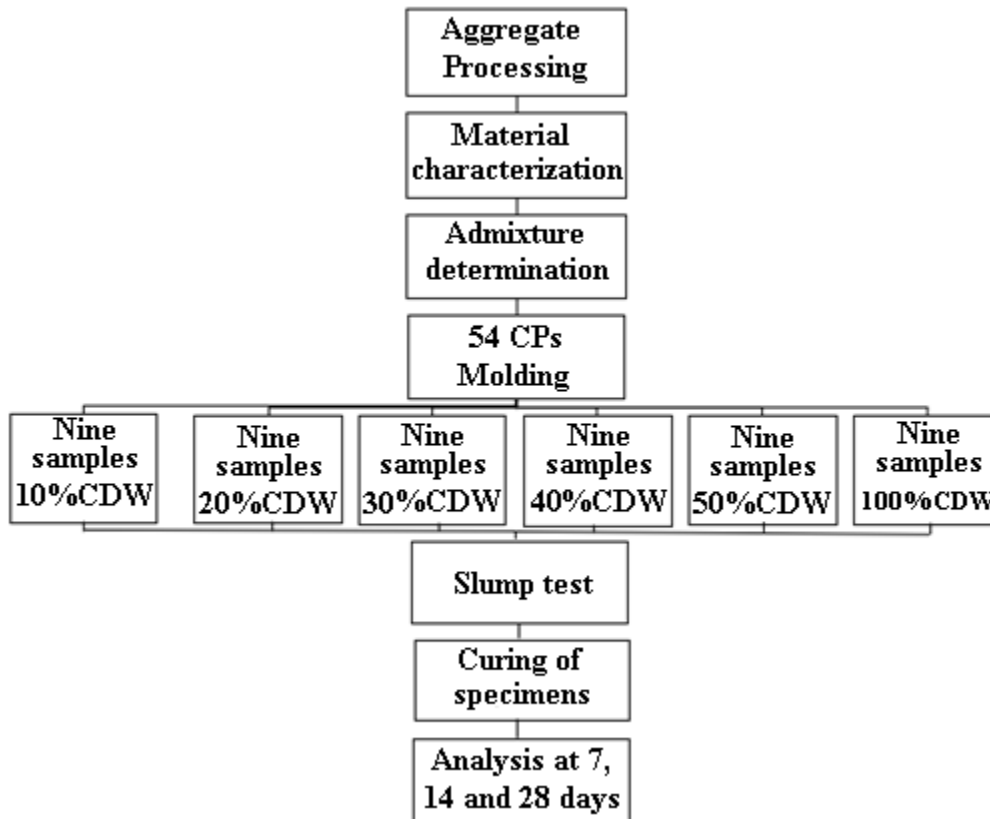 Aggregate
Processing
Material
characterization
Admixture
determination
54 CPs
Molding
Nine
samples
10%CDW
Nine
samples
20%CDW
Nine
samples
30%CDW
Nine
samples
40%CDW
Nine
samples
50%CDW
Nine
samples
100%CDW
Slump test
Curing of
specimens
Analysis at 7,
14 and 28 days